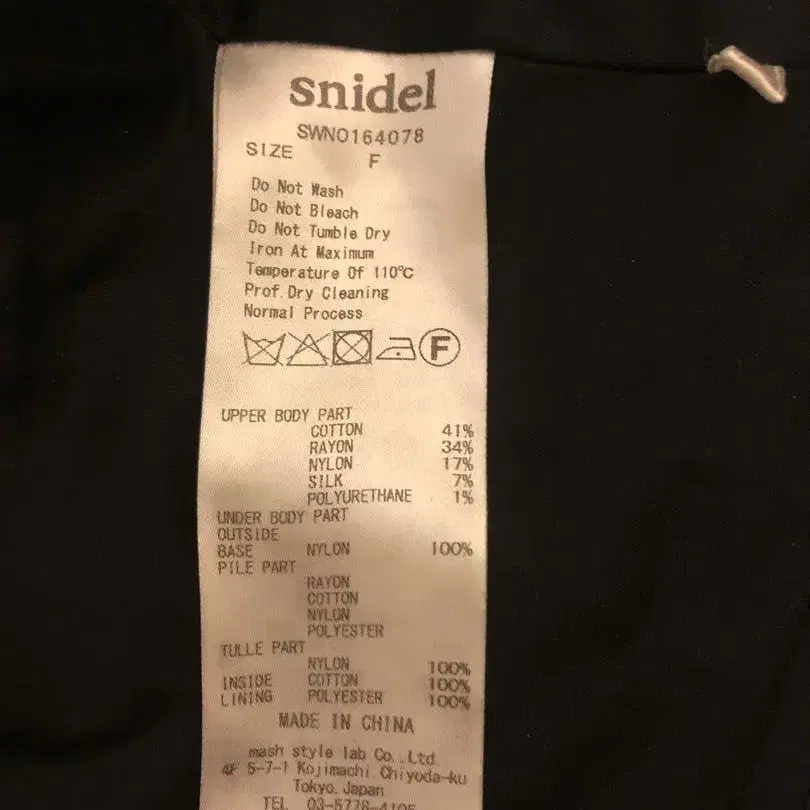 snidel
SWNO164078
SIZE F
Do Not Wash
Do Not Bleach
Do Not Tumble Dry
Iron At Maximum
Temperature Of 110℃
Prof.Dry Cleaning
Normal Process
F
UPPER BODY PART
COTTON 41%
RAYON 34%
NYLON 17%
SILK 7%
POLYURETHANE 1%
UNDER BODY PART
OUTSIDE
BASE NYLON 100%
PILE PART
RAYON
COTTON
NYLON
POLYESTER
TULLE PART
NYLON 100%
INSIDE COTTON 100%
LINING POLYESTER 100%
MADE IN CHINA
mash style lab Co.,Ltd.
4F 5-7-1 Kojimachi.Chiyoda-ku
Tokyo.Japan
TEL 03-5778-4105